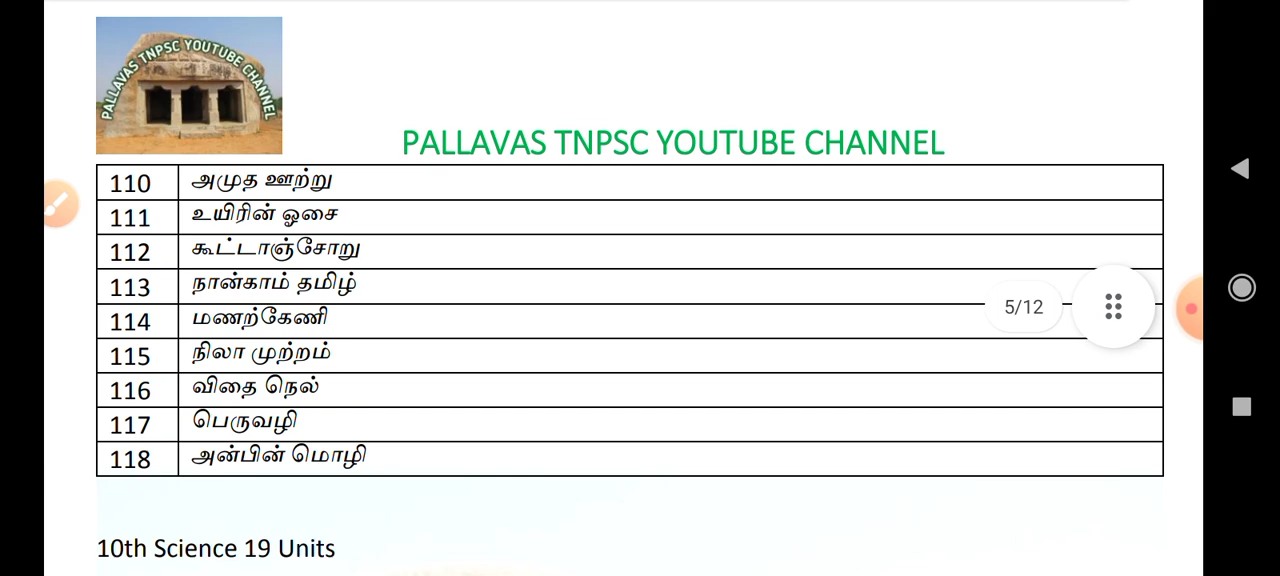 PALLAVAS TNPSC YOUTUBE CHANNEL
PALLAVAS TNPSC YOUTUBE CHANNEL
110 அமுத ஊற்று
111 உயிரின் ஓசை
112 கூட்டாஞ்சோறு
113 நான்காம் தமிழ்
114 மணற்கேணி
115 நிலா முற்றம்
116 விதை நெல்
117 பெருவழி
118 அன்பின் மொழி
5/12
10th Science 19 Units